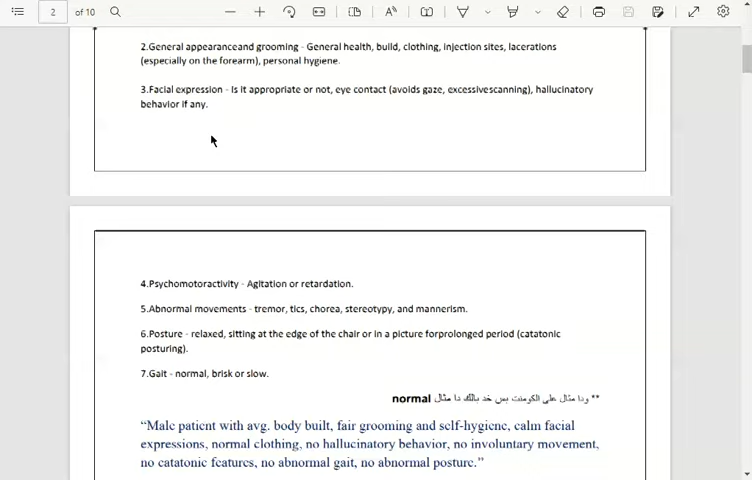 2
of 10
2.General appearanceand grooming - General health, build, clothing, injection sites, lacerations
(especially on the forearm), personal hygiene.
3.Facial expression - Is it appropriate or not, eye contact (avoids gaze, excessivescanning), hallucinatory
behavior if any.
4.Psychomotoractivity - Agitation or retardation.
5.Abnormal movements - tremor, tics, chorea, stereotypy, and mannerism.
6.Posture - relaxed, sitting at the edge of the chair or in a picture forprolonged period (catatonic
posturing).
7.Gait - normal, brisk or slow.
** ودا مثال على الكومنت بس خد بالك دا مثال normal
“Male patient with avg. body built, fair grooming and self-hygiene, calm facial
expressions, normal clothing, no hallucinatory behavior, no involuntary movement,
no catatonic features, no abnormal gait, no abnormal posture.”